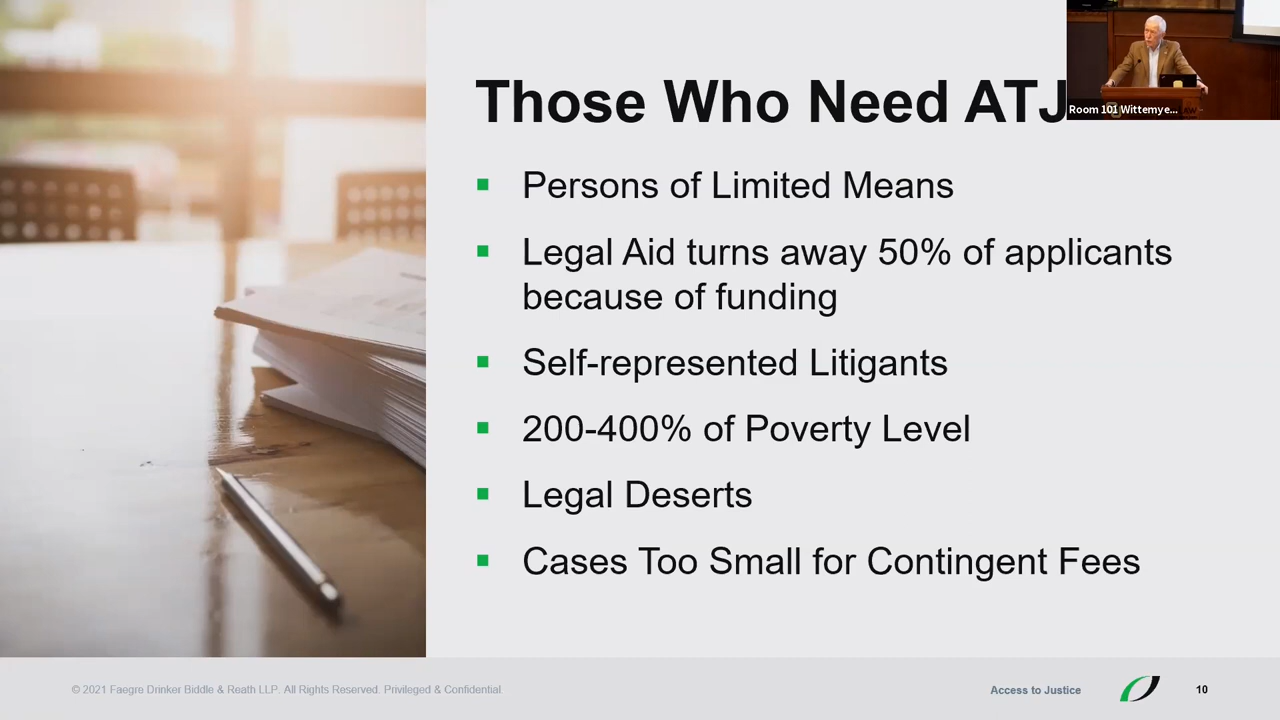 Those Who Need ATJ
Room 101 Wittemye...
Persons of Limited Means
Legal Aid turns away 50% of applicants
because of funding
Self-represented Litigants
200-400% of Poverty Level
Legal Deserts
Cases Too Small for Contingent Fees
© 2021 Faegre Drinker Biddle & Reath LLP. All Rights Reserved. Privileged & Confidential.
Access to Justice
10